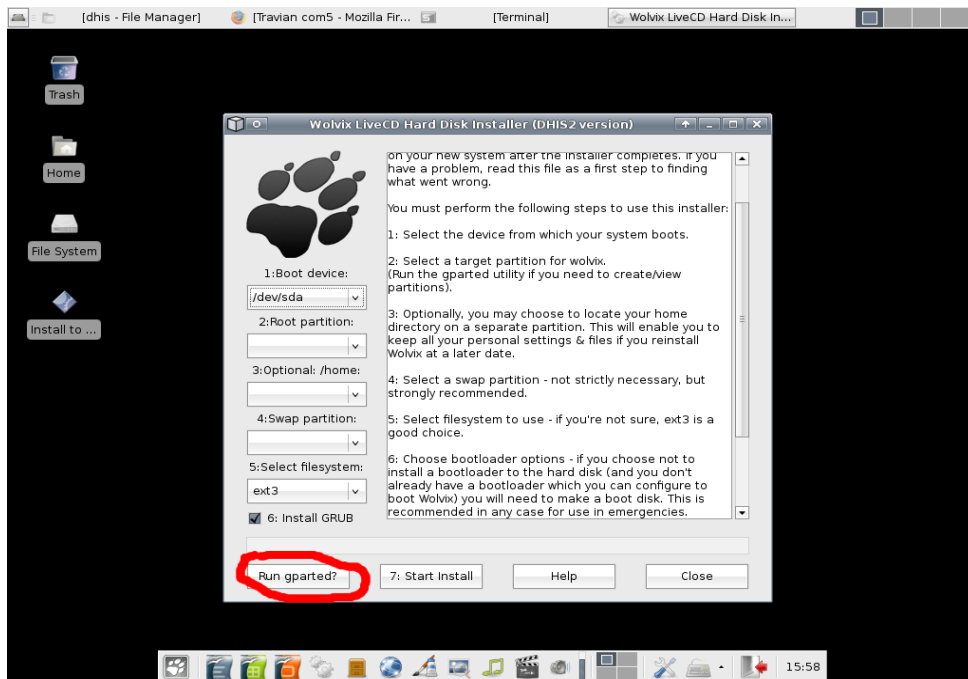 [dhis - File Manager]
[Travian com5 - Mozilla Fir...
[Terminal]
Wolvix LiveCD Hard Disk In...
Trash
Home
File System
Install to ...
Wolvix LiveCD Hard Disk Installer (DHIS2 version)
on your new system after the installer completes. If you
have a problem, read this file as a first step to finding
what went wrong.
You must perform the following steps to use this installer:
1: Select the device from which your system boots.
2: Select a target partition for wolvix.
(Run the gparted utility if you need to create/view
partitions).
3: Optionally, you may choose to locate your home
directory on a separate partition. This will enable you to
keep all your personal settings & files if you reinstall
Wolvix at a later date.
4: Select a swap partition - not strictly necessary, but
strongly recommended.
5: Select filesystem to use - if you're not sure, ext3 is a
good choice.
6: Choose bootloader options - if you choose not to
install a bootloader to the hard disk (and you don't
already have a bootloader which you can configure to
boot Wolvix) you will need to make a boot disk. This is
recommended in any case for use in emergencies.
1:Boot device:
/dev/sda
2:Root partition:
3:Optional: /home:
4:Swap partition:
5:Select filesystem:
ext3
6: Install GRUB
Run gparted?
7: Start Install
Help
Close
15:58